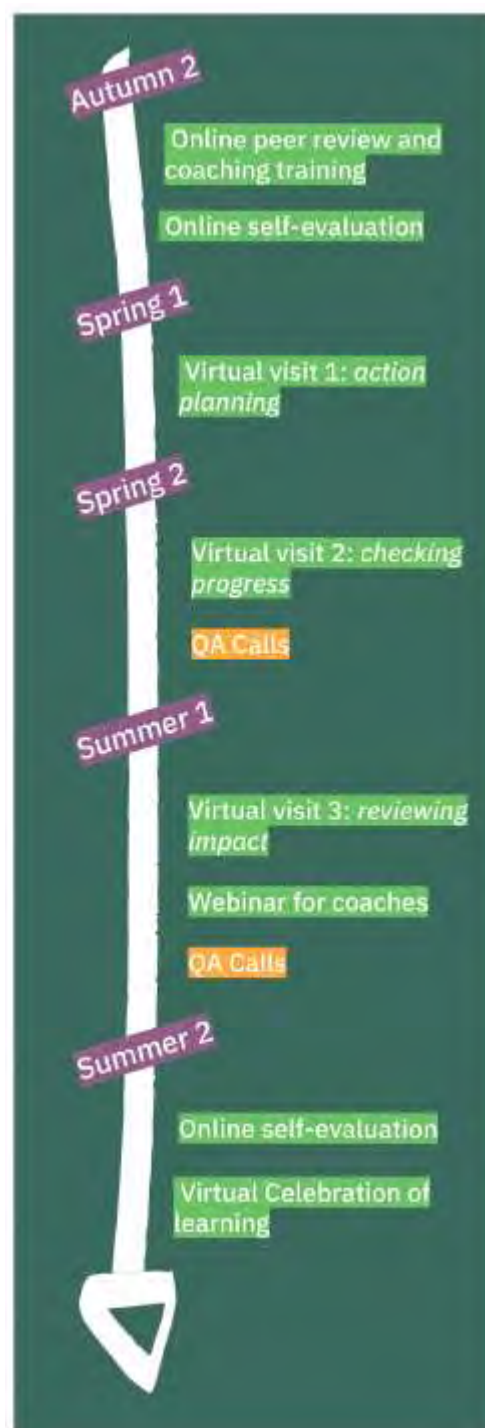 Autumn 2
Online peer review and
coaching training
Online self-evaluation
Spring 1
Virtual visit 1: action
planning
Spring 2
Virtual visit 2: checking
progress
QA Calls
Summer 1
Virtual visit 3: reviewing
impact
Webinar for coaches
QA Calls
Summer 2
Online self-evaluation
Virtual Celebration of
learning